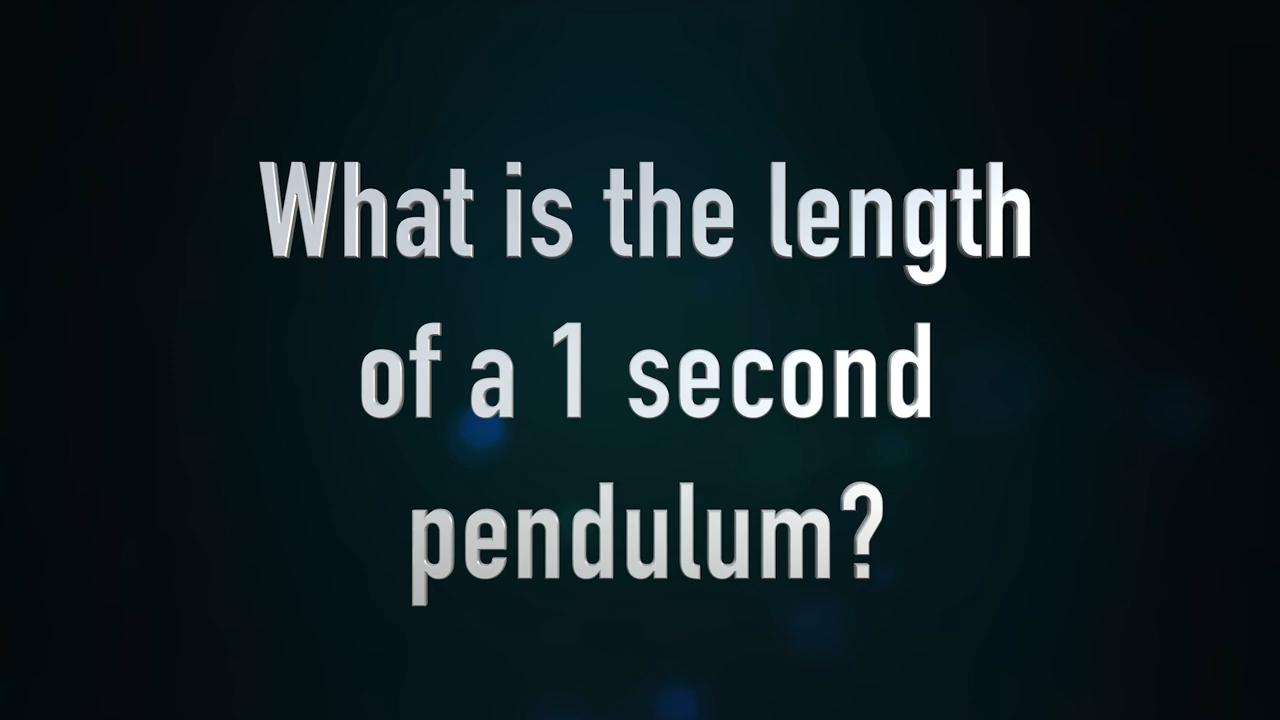 What is the length
of a 1 second
pendulum?